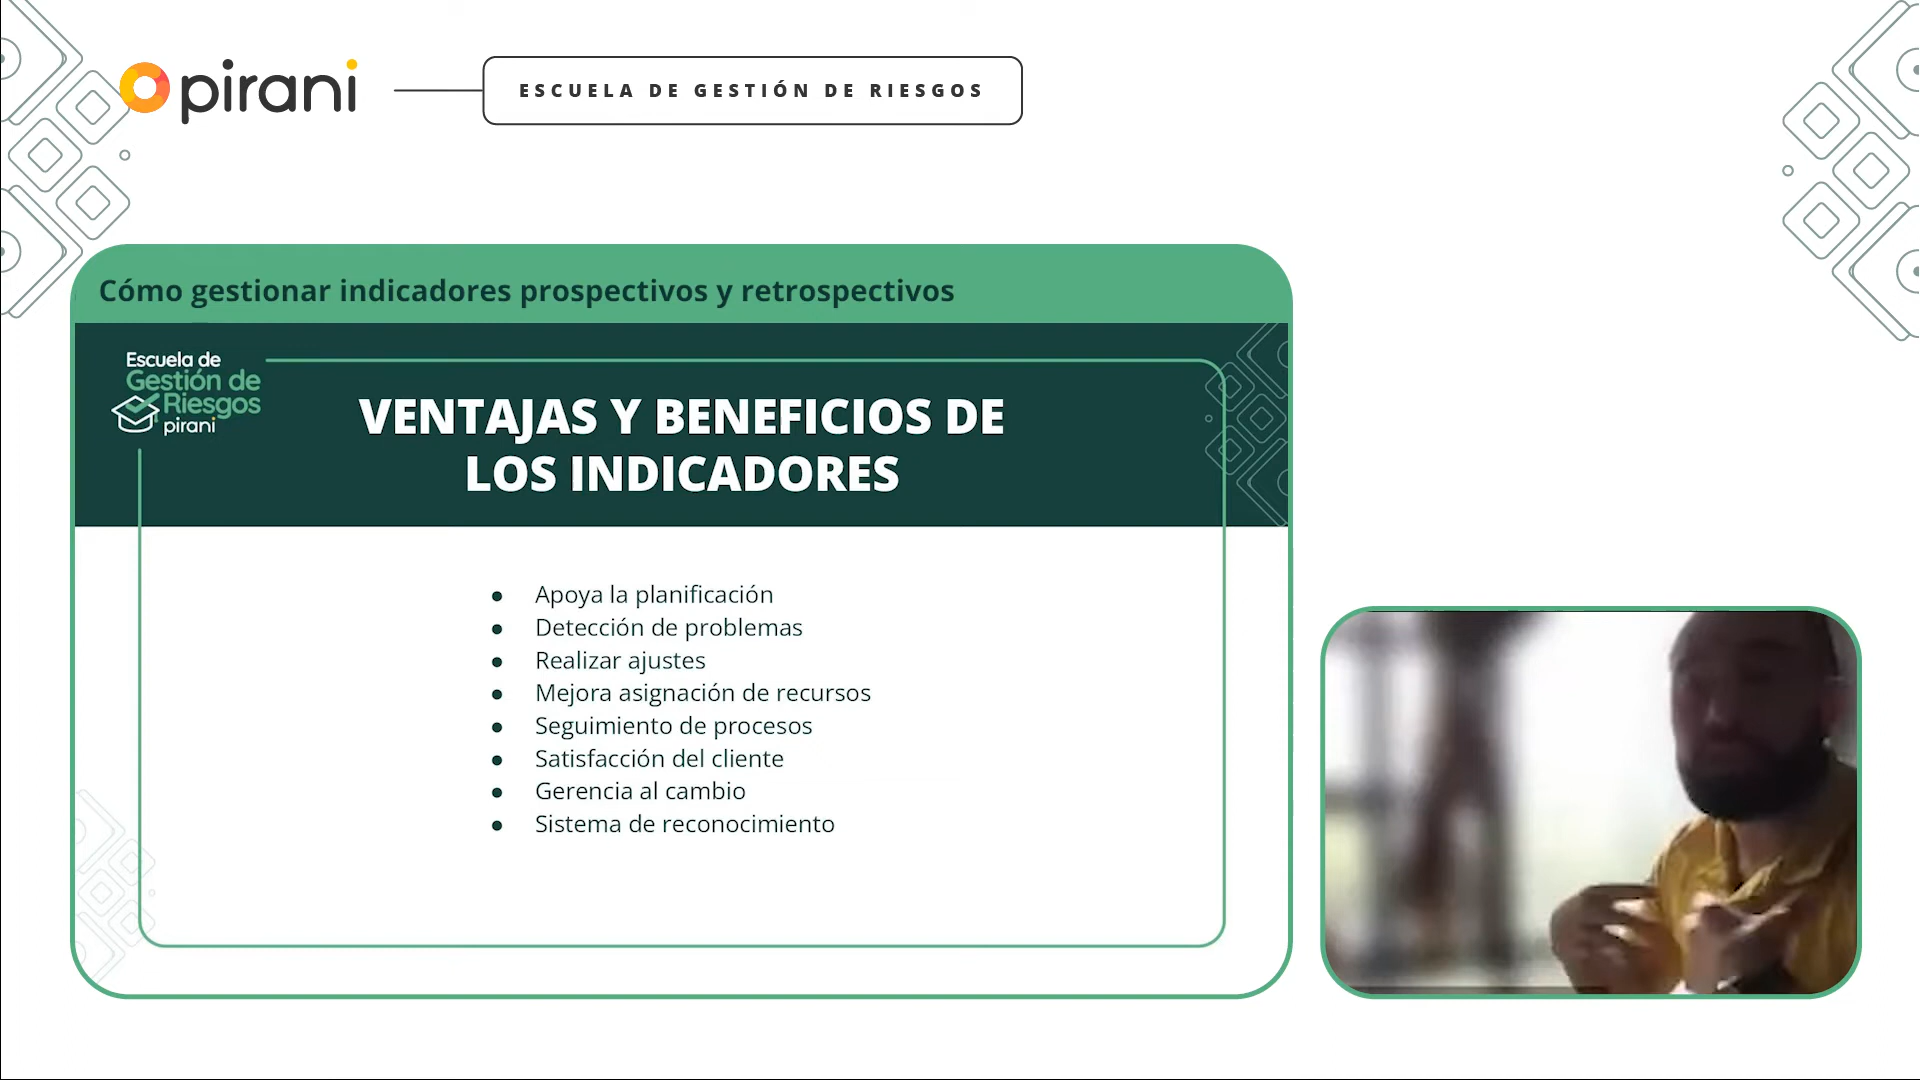 pirani
ESCUELA DE GESTIÓN DE RIESGOS
Cómo gestionar indicadores prospectivos y retrospectivos
Escuela de
Gestión de
Riesgos
pirani
VENTAJAS Y BENEFICIOS DE
LOS INDICADORES
● Apoya la planificación
● Detección de problemas
● Realizar ajustes
● Mejora asignación de recursos
● Seguimiento de procesos
● Satisfacción del cliente
● Gerencia al cambio
● Sistema de reconocimiento